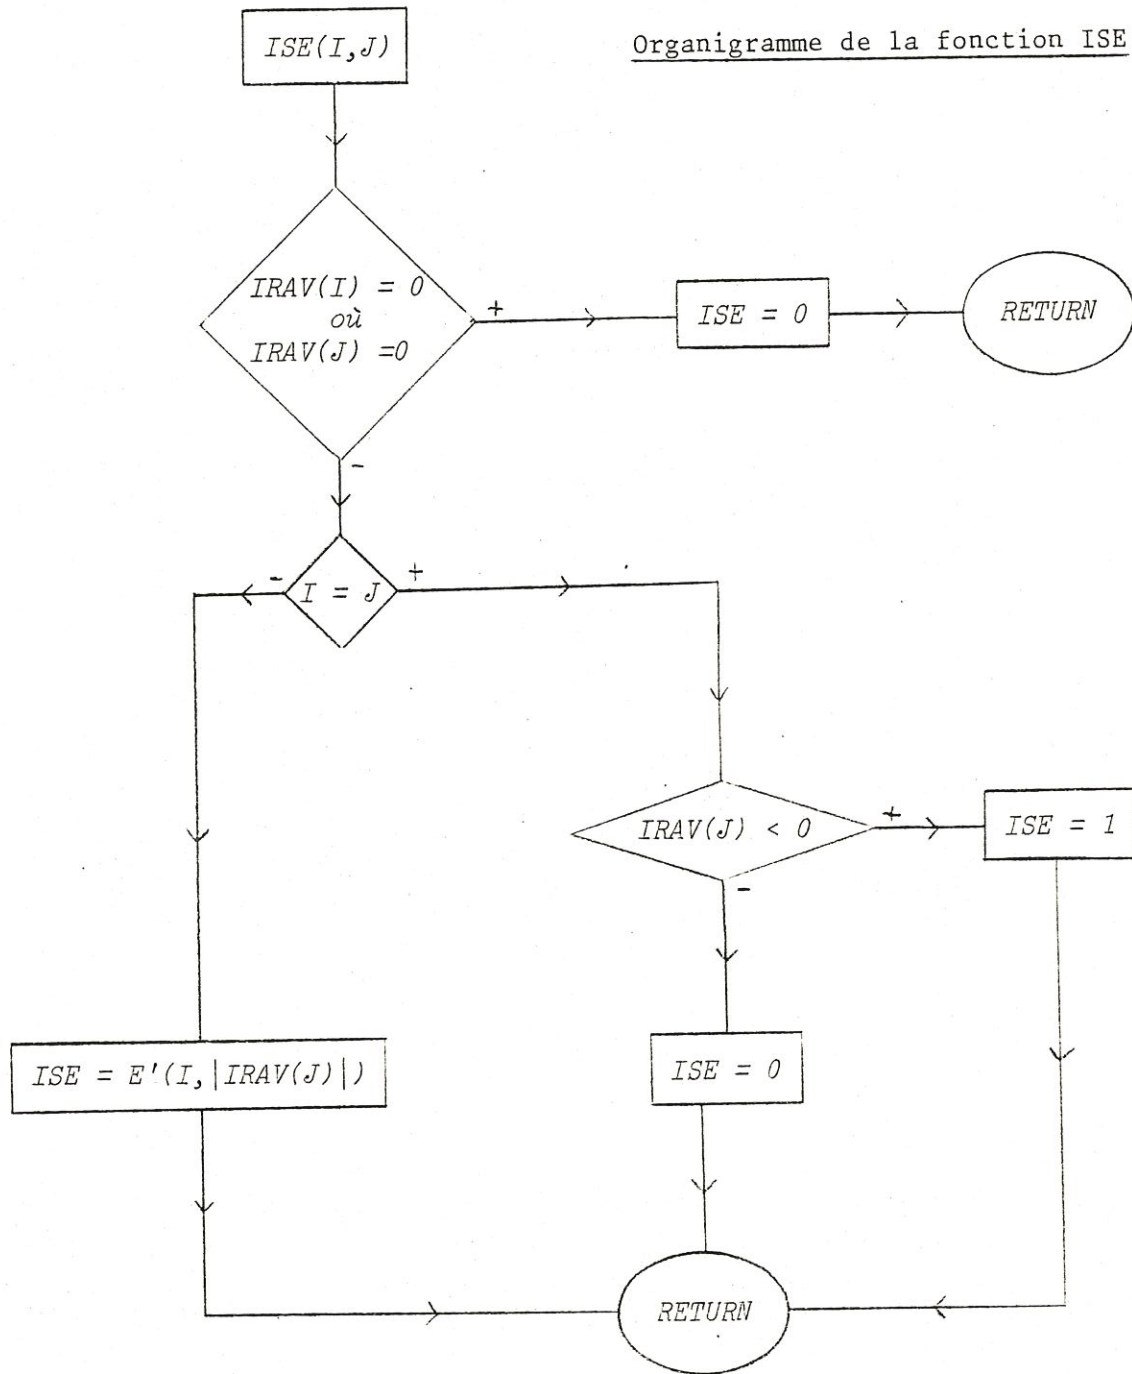 Organigramme de la fonction ISE
ISE(I,J)
IRAV(I) = 0
où
IRAV(J) =0
+
ISE = 0
RETURN
-
I = J
-
+
IRAV(J) < 0
+
ISE = 1
-
ISE = E'(I,|IRAV(J)|)
ISE = 0
RETURN